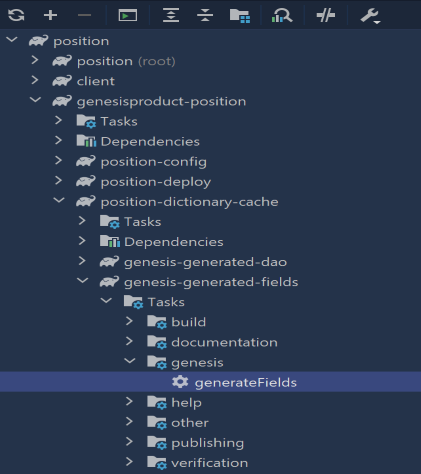 position
position (root)
client
genesisproduct-position
Tasks
Dependencies
position-config
position-deploy
position-dictionary-cache
Tasks
Dependencies
genesis-generated-dao
genesis-generated-fields
Tasks
build
documentation
genesis
generateFields
help
other
publishing
verification